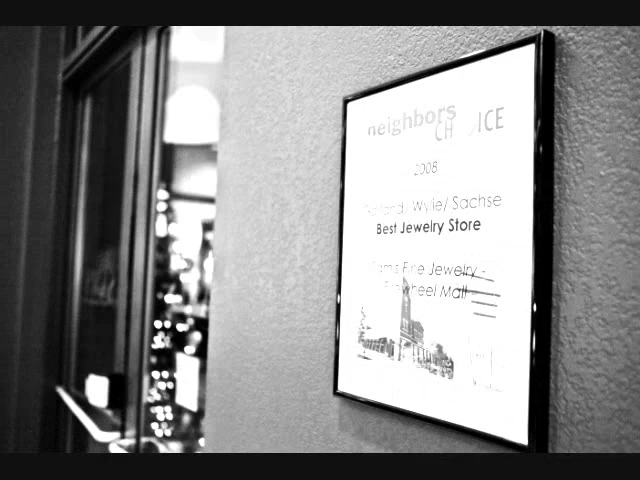 neighbors
CHOICE
2008
Wylie/ Sachse
Best Jewelry Store
Fine Jewelry -
Mall